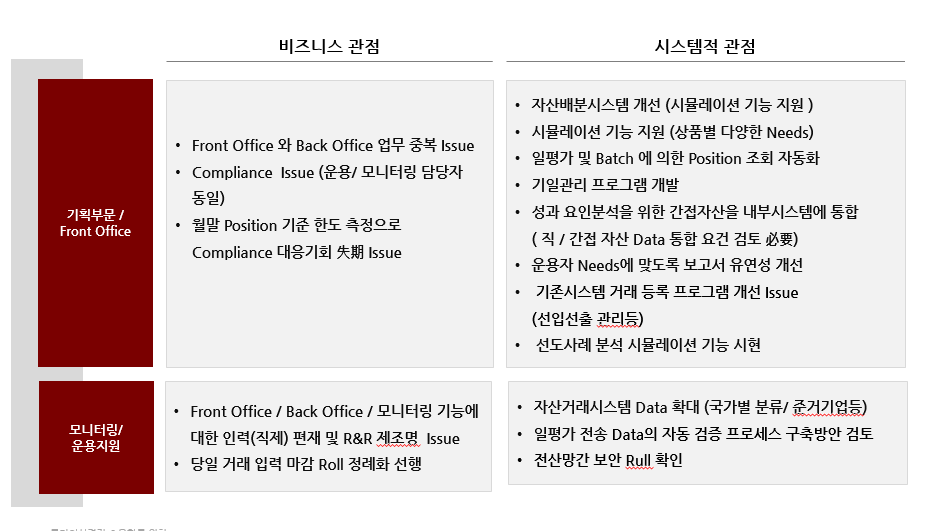 비즈니스 관점
시스템적 관점
기획부문 /
Front Office
• Front Office 와 Back Office 업무 중복 Issue
• Compliance Issue (운용/ 모니터링 담당자
동일)
• 월말 Position 기준 한도 측정으로
Compliance 대응기회 失期 Issue
• 자산배분시스템 개선 (시뮬레이션 기능 지원 )
• 시뮬레이션 기능 지원 (상품별 다양한 Needs)
• 일평가 및 Batch 에 의한 Position 조회 자동화
• 기일관리 프로그램 개발
• 성과 요인분석을 위한 간접자산을 내부시스템에 통합
( 직 / 간접 자산 Data 통합 요건 검토 必要)
• 운용자 Needs에 맞도록 보고서 유연성 개선
• 기존시스템 거래 등록 프로그램 개선 Issue
(선입선출 관리등)
• 선도사례 분석 시뮬레이션 기능 시현
모니터링/
운용지원
• Front Office / Back Office / 모니터링 기능에
대한 인력(직제) 편재 및 R&R 제조명 Issue
• 당일 거래 입력 마감 Roll 정례화 선행
• 자산거래시스템 Data 확대 (국가별 분류/ 준거기업등)
• 일평가 전송 Data의 자동 검증 프로세스 구축방안 검토
• 전산망간 보안 Rull 확인